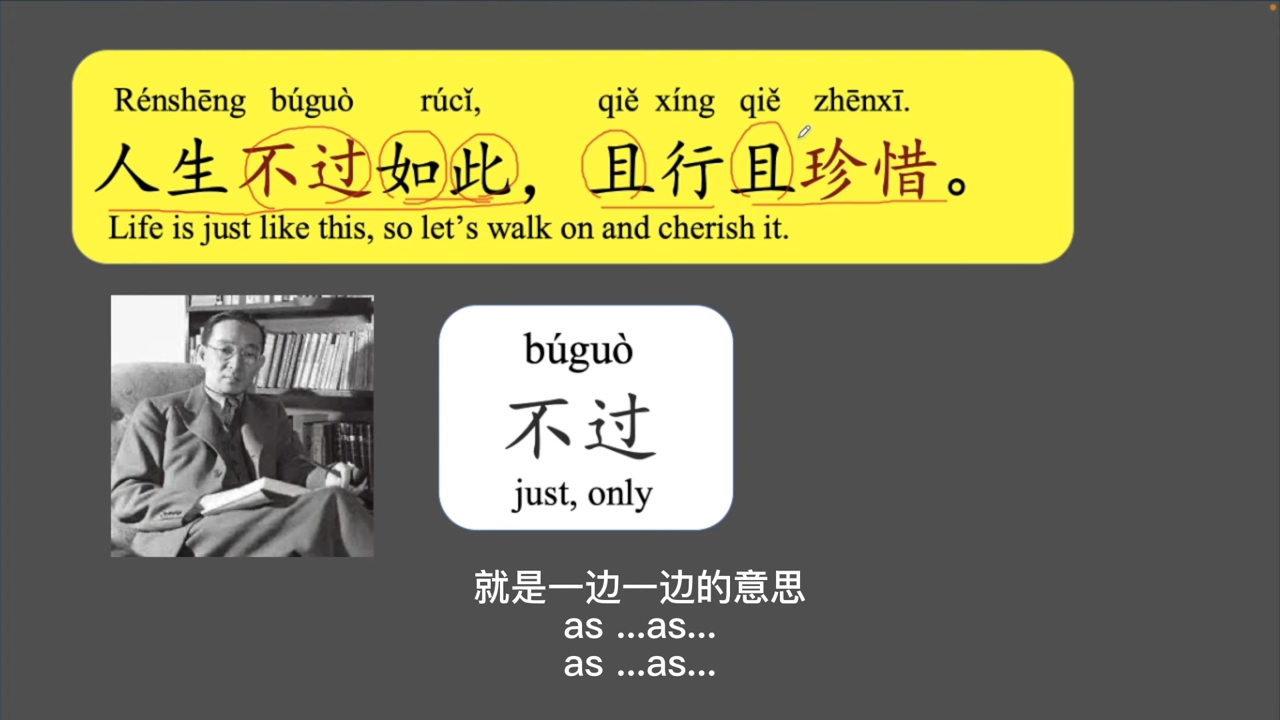 Rénshēng búguò rúcǐ, qiě xíng qiě zhēnxī.
人生不过如此，且行且珍惜。
Life is just like this, so let’s walk on and cherish it.
búguò
不过
just, only
就是一边一边的意思
as ...as...
as ...as...